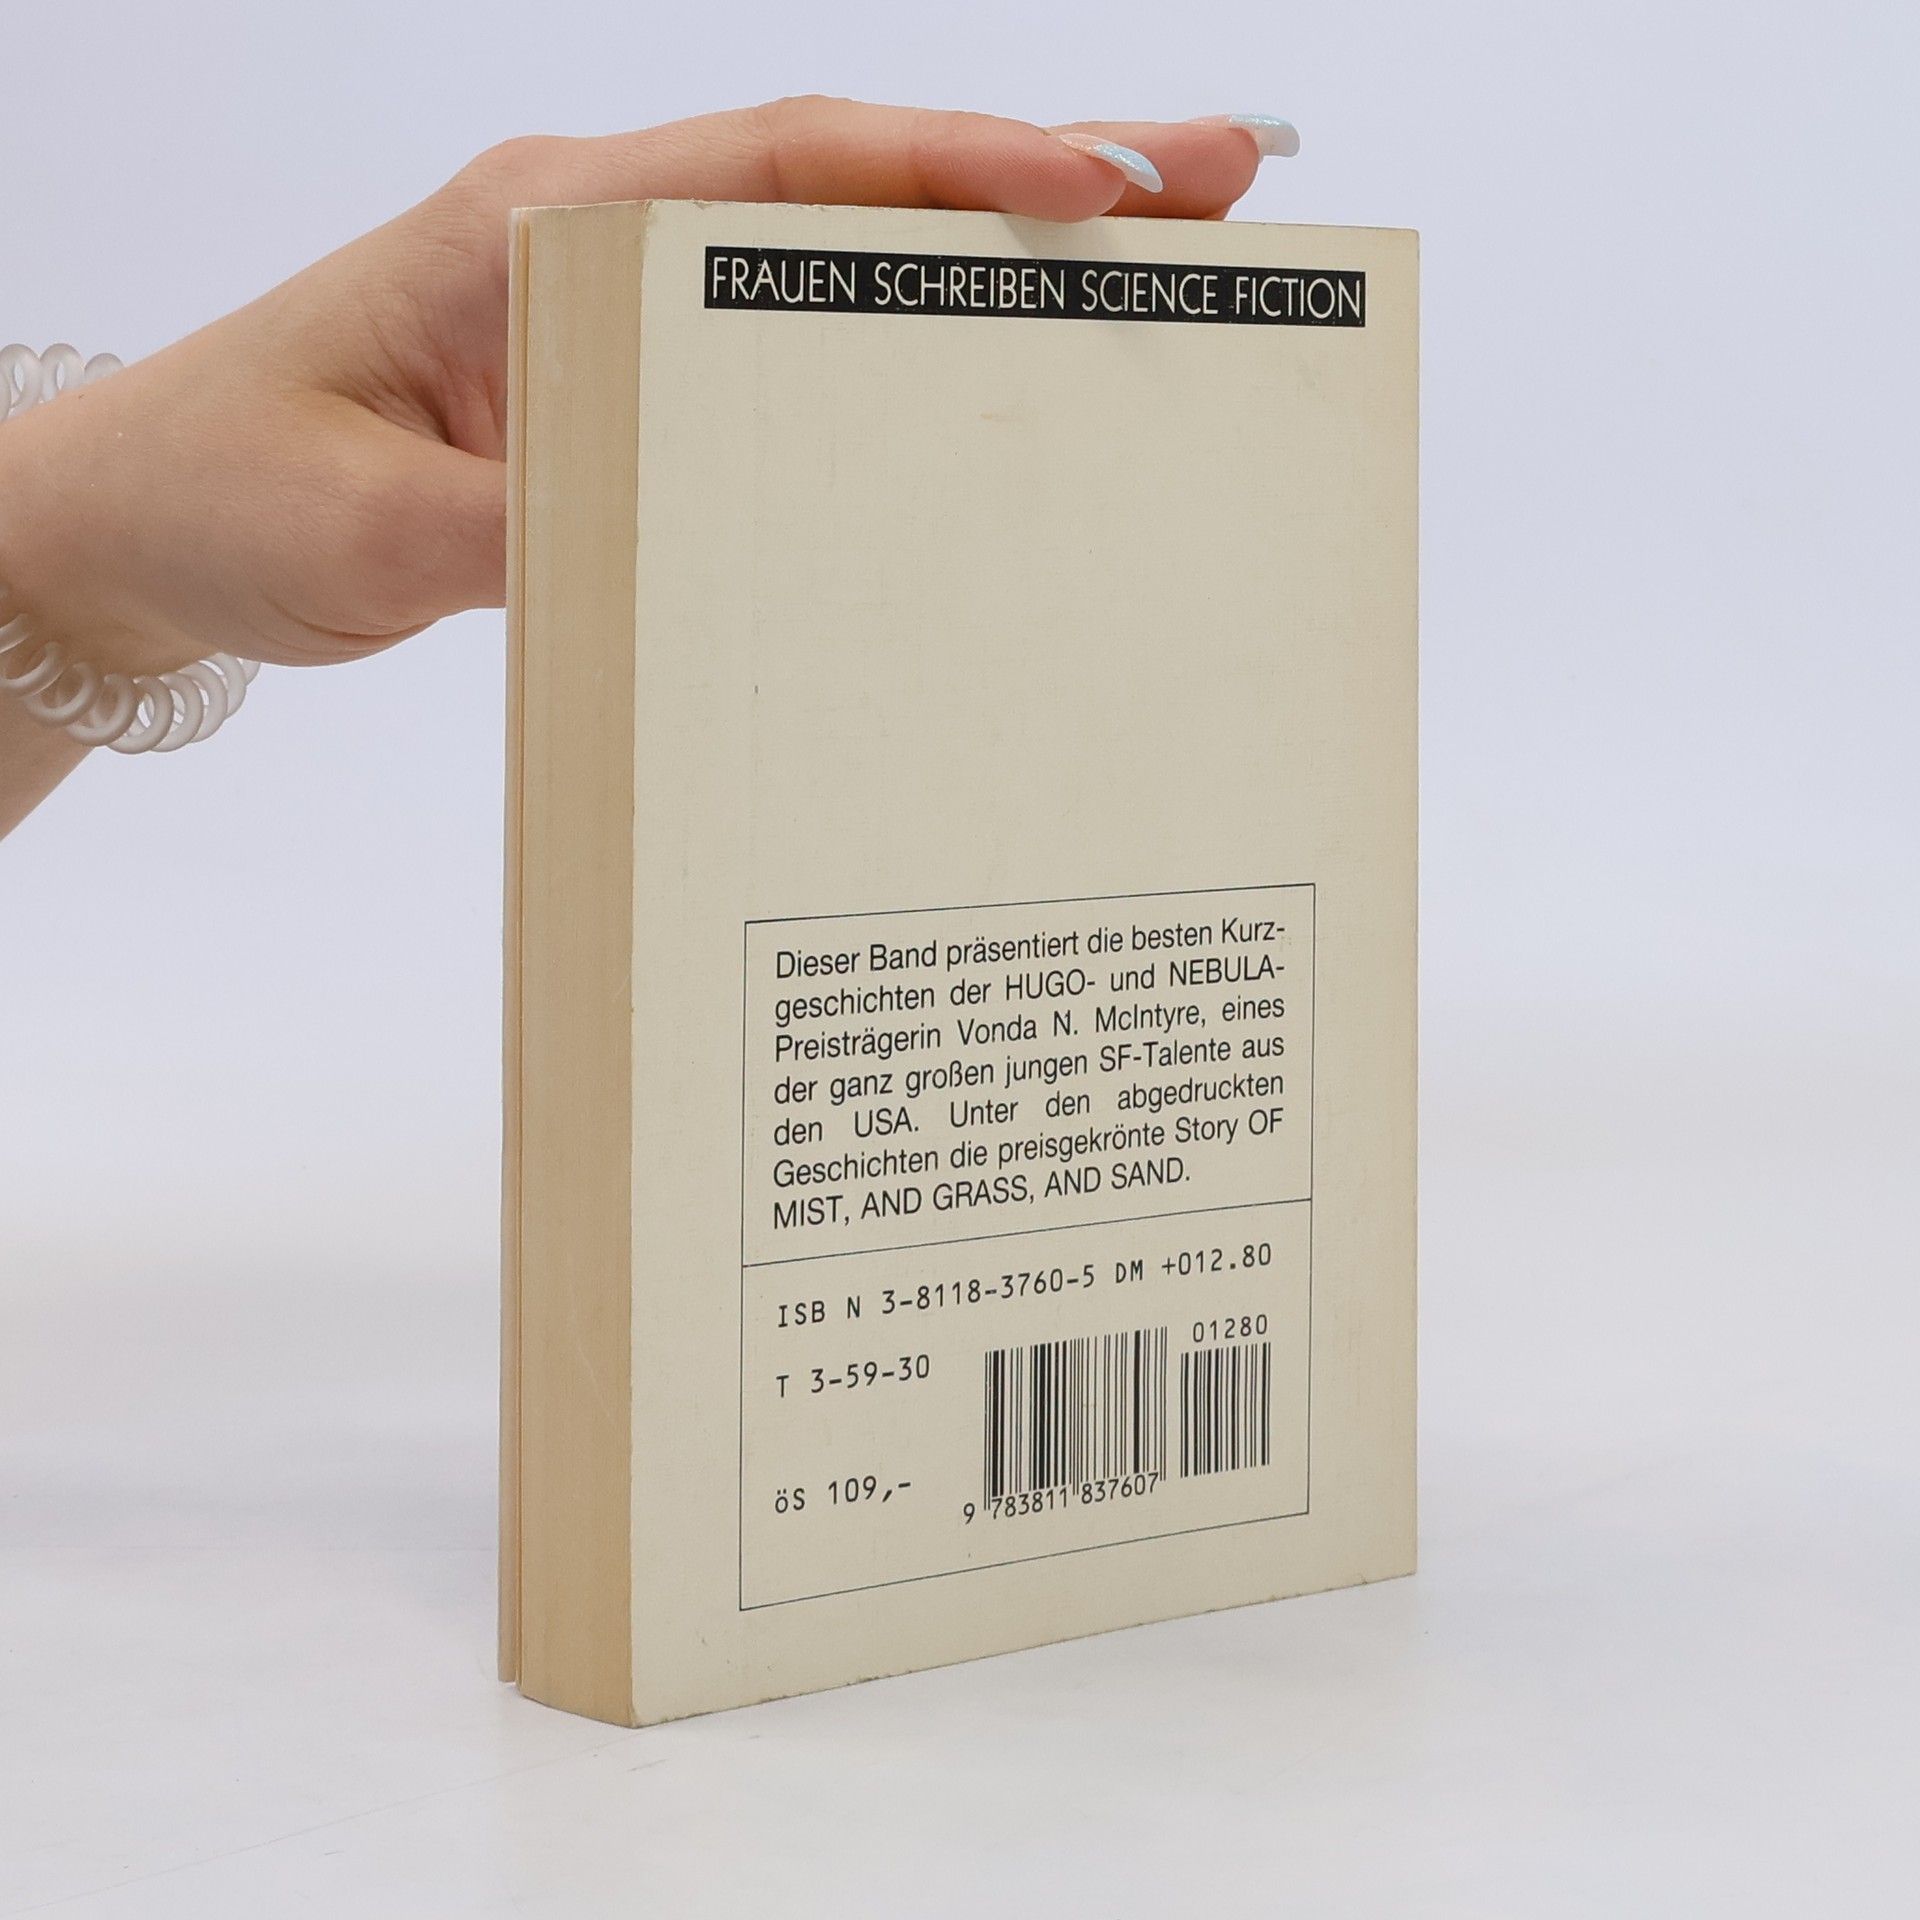 FRAUEN SCHREIBEN SCIENCE FICTION
Dieser Band präsentiert die besten Kurz-
geschichten der HUGO- und NEBULA-
Preisträgerin Vonda N. McIntyre, eines
der ganz großen jungen SF-Talente aus
den USA. Unter den abgedruckten
Geschichten die preisgekrönte Story OF
MIST, AND GRASS, AND SAND.
ISB N 3-8118-3760-5 DM +012.80
01280
T 3-59-30
öS 109,-
9 783811 837607